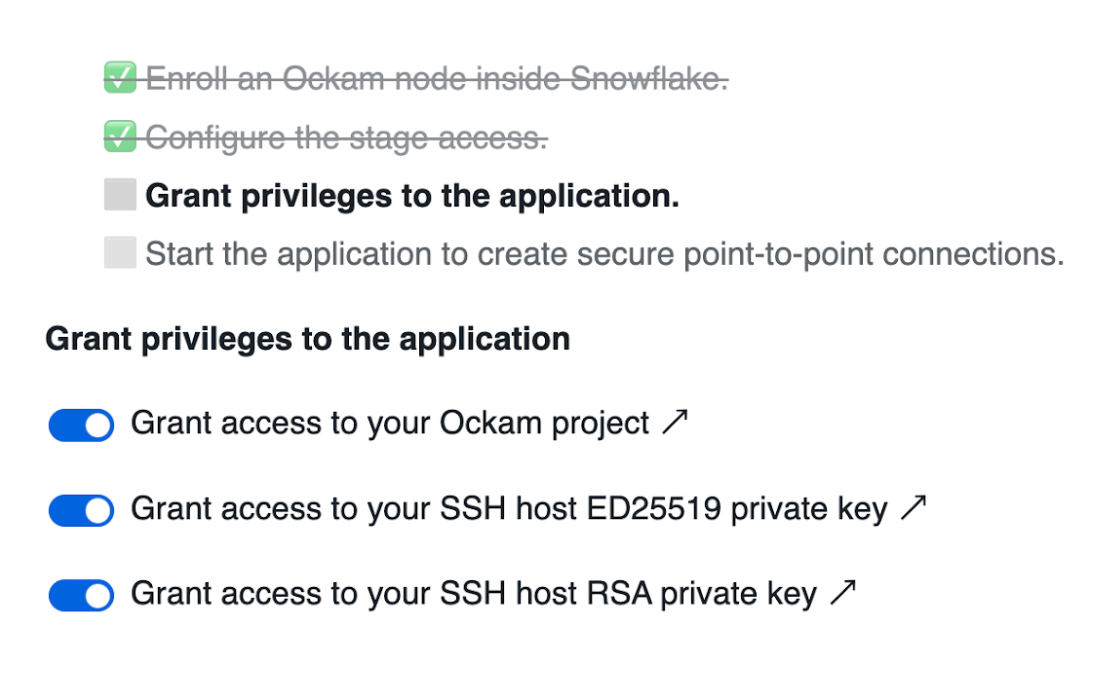 ✅ Enroll an Ockam node inside Snowflake.
✅ Configure the stage access.
Grant privileges to the application.
Start the application to create secure point-to-point connections.
Grant privileges to the application
Grant access to your Ockam project ↗
Grant access to your SSH host ED25519 private key ↗
Grant access to your SSH host RSA private key ↗